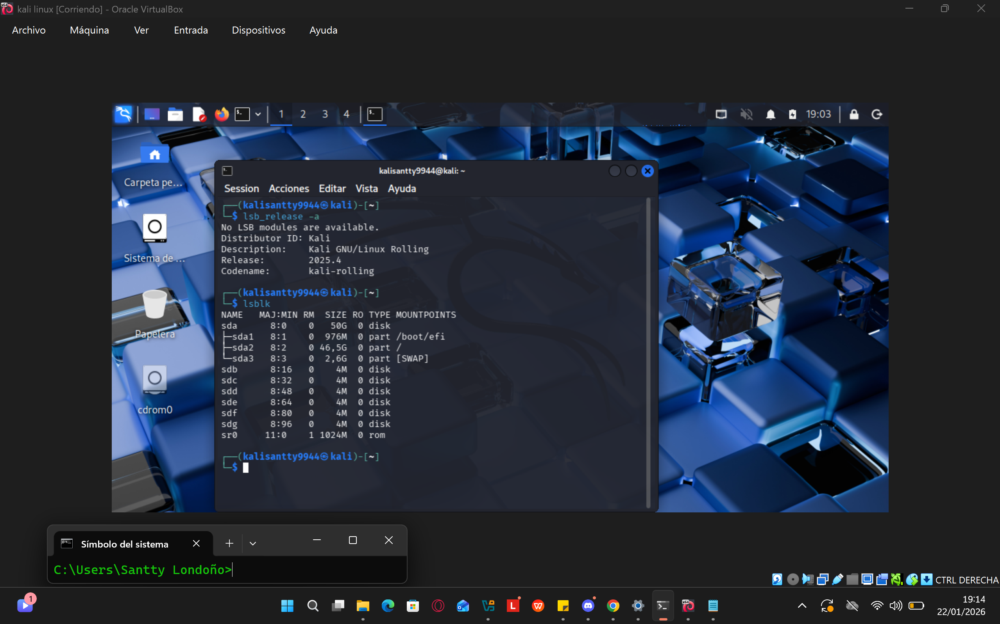 kali linux [Corriendo] - Oracle VirtualBox
Archivo Máquina Ver Entrada Dispositivos Ayuda
1 2 3 4 19:03
Carpeta pe...
Sistema de ...
Papelera
cdrom0
kalisantty9944@kali: ~
Session Acciones Editar Vista Ayuda
┌──(kalisantty9944㉿kali)-[~]
└─$ lsb_release -a
No LSB modules are available.
Distributor ID: Kali
Description:    Kali GNU/Linux Rolling
Release:        2025.4
Codename:       kali-rolling
┌──(kalisantty9944㉿kali)-[~]
└─$ lsblk
NAME   MAJ:MIN RM   SIZE RO TYPE MOUNTPOINTS
sda      8:0    0    50G  0 disk
├─sda1   8:1    0   976M  0 part /boot/efi
├─sda2   8:2    0  46,5G  0 part /
└─sda3   8:3    0   2,6G  0 part [SWAP]
sdb      8:16   0     4M  0 disk
sdc      8:32   0     4M  0 disk
sdd      8:48   0     4M  0 disk
sde      8:64   0     4M  0 disk
sdf      8:80   0     4M  0 disk
sdg      8:96   0     4M  0 disk
sr0     11:0    1  1024M  0 rom
┌──(kalisantty9944㉿kali)-[~]
└─$
Símbolo del sistema
C:\Users\Santty Londoño>
CTRL DERECHA
1
19:14
22/01/2026